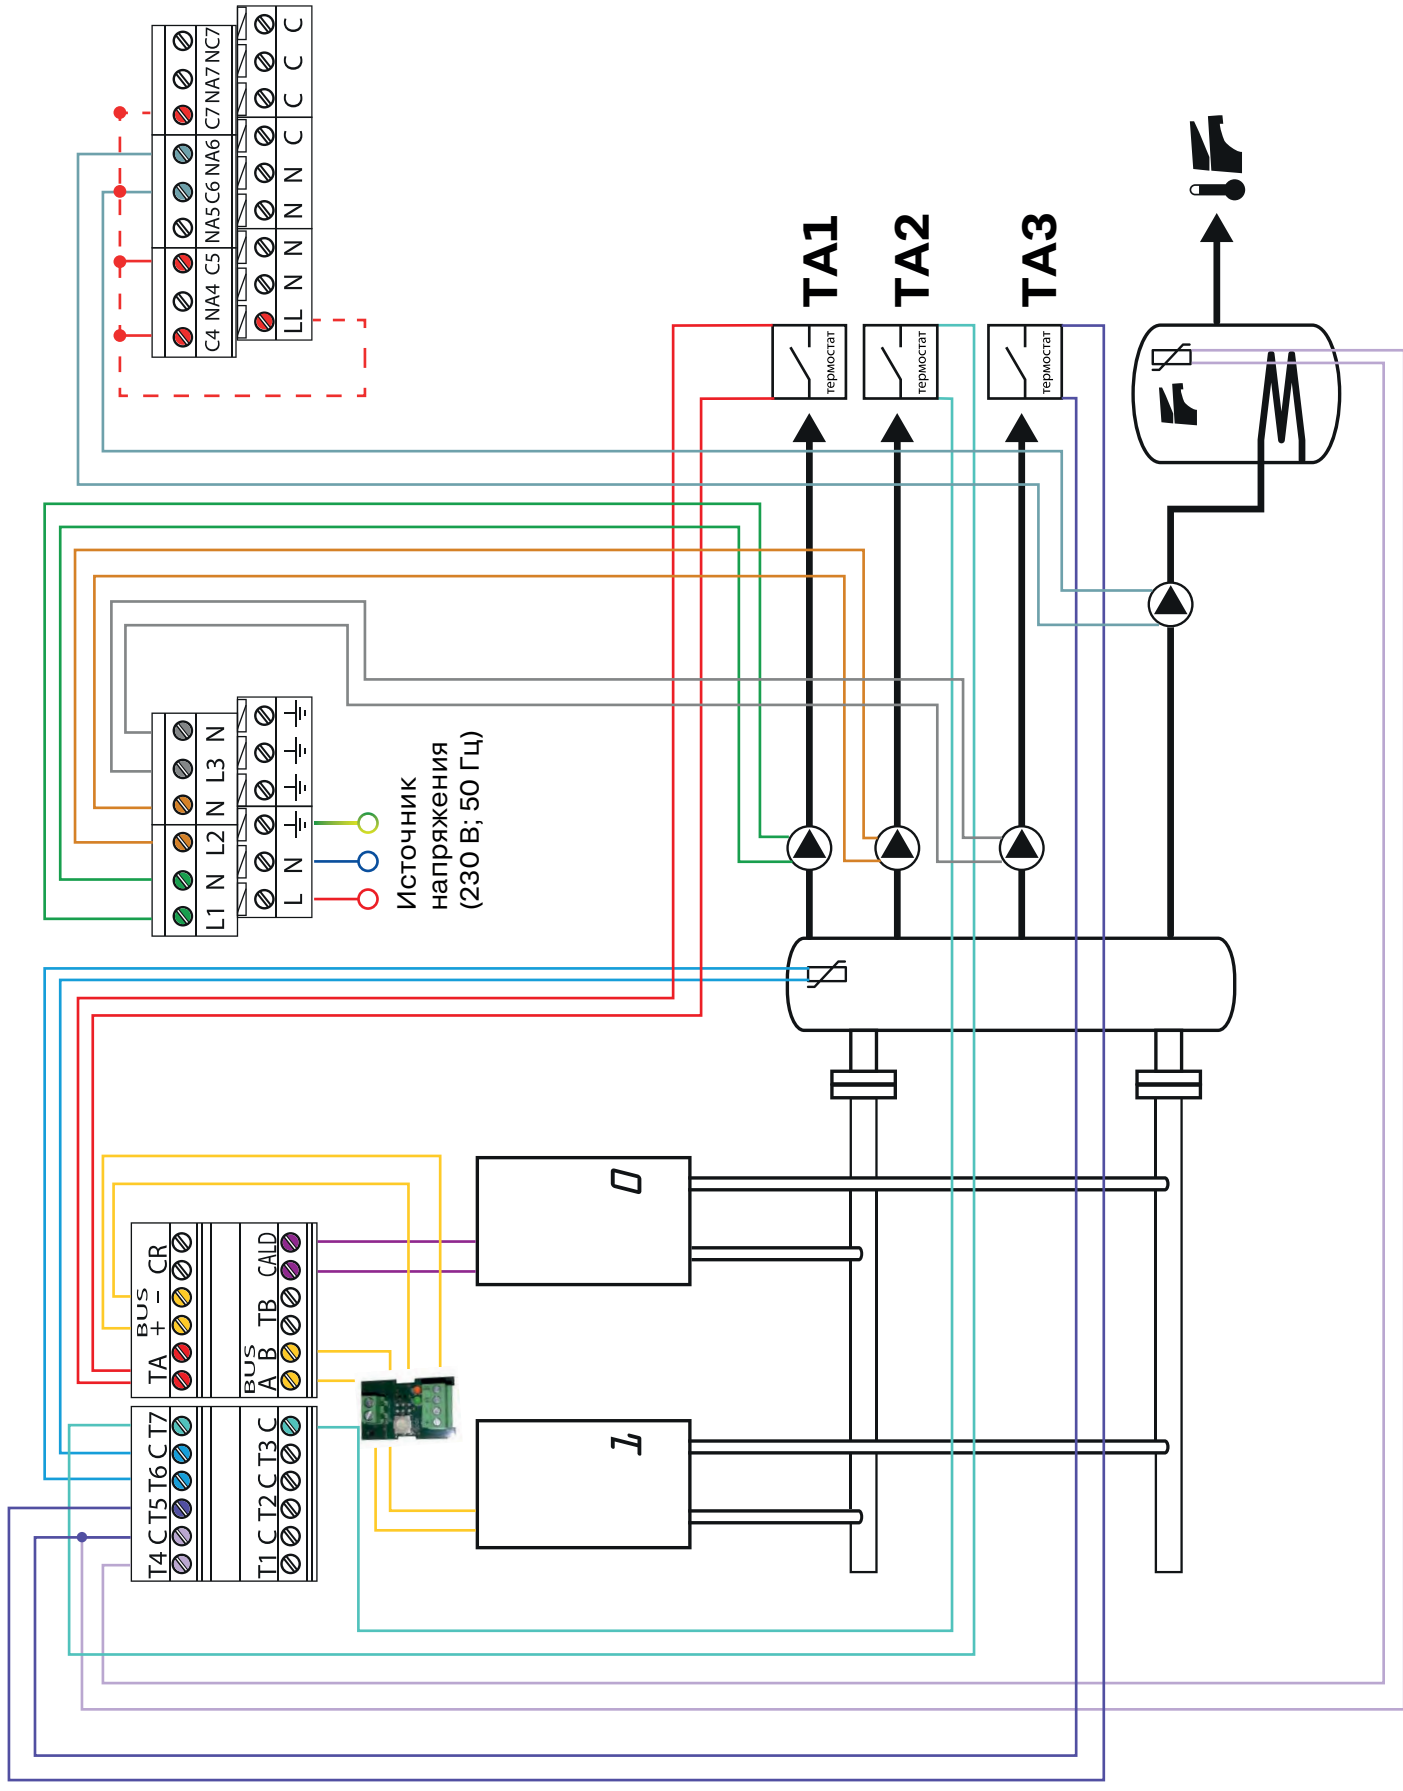 T4 C T5 T6 C T7
BUS
TA + − CR
T1 C T2 C T3 C
BUS
A B TB CALD
L1 N L2 N L3 N
L N
C4 NA4 C5 NA5 C6 NA6 C7 NA7 NC7
LL N N N N C C C C
Источник
напряжения
(230 В; 50 Гц)
1
0
термостат
TA1
термостат
TA2
термостат
TA3